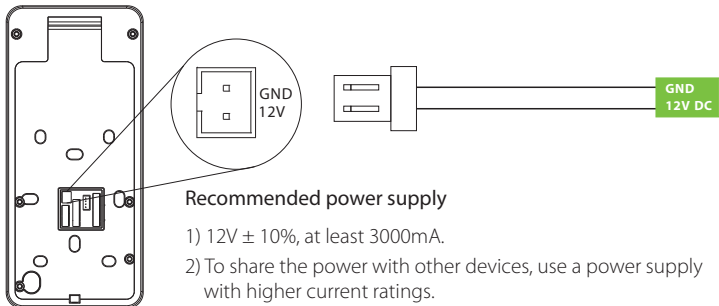 GND
12V
GND
12V DC
Recommended power supply
1) 12V ± 10%, at least 3000mA.
2) To share the power with other devices, use a power supply
with higher current ratings.